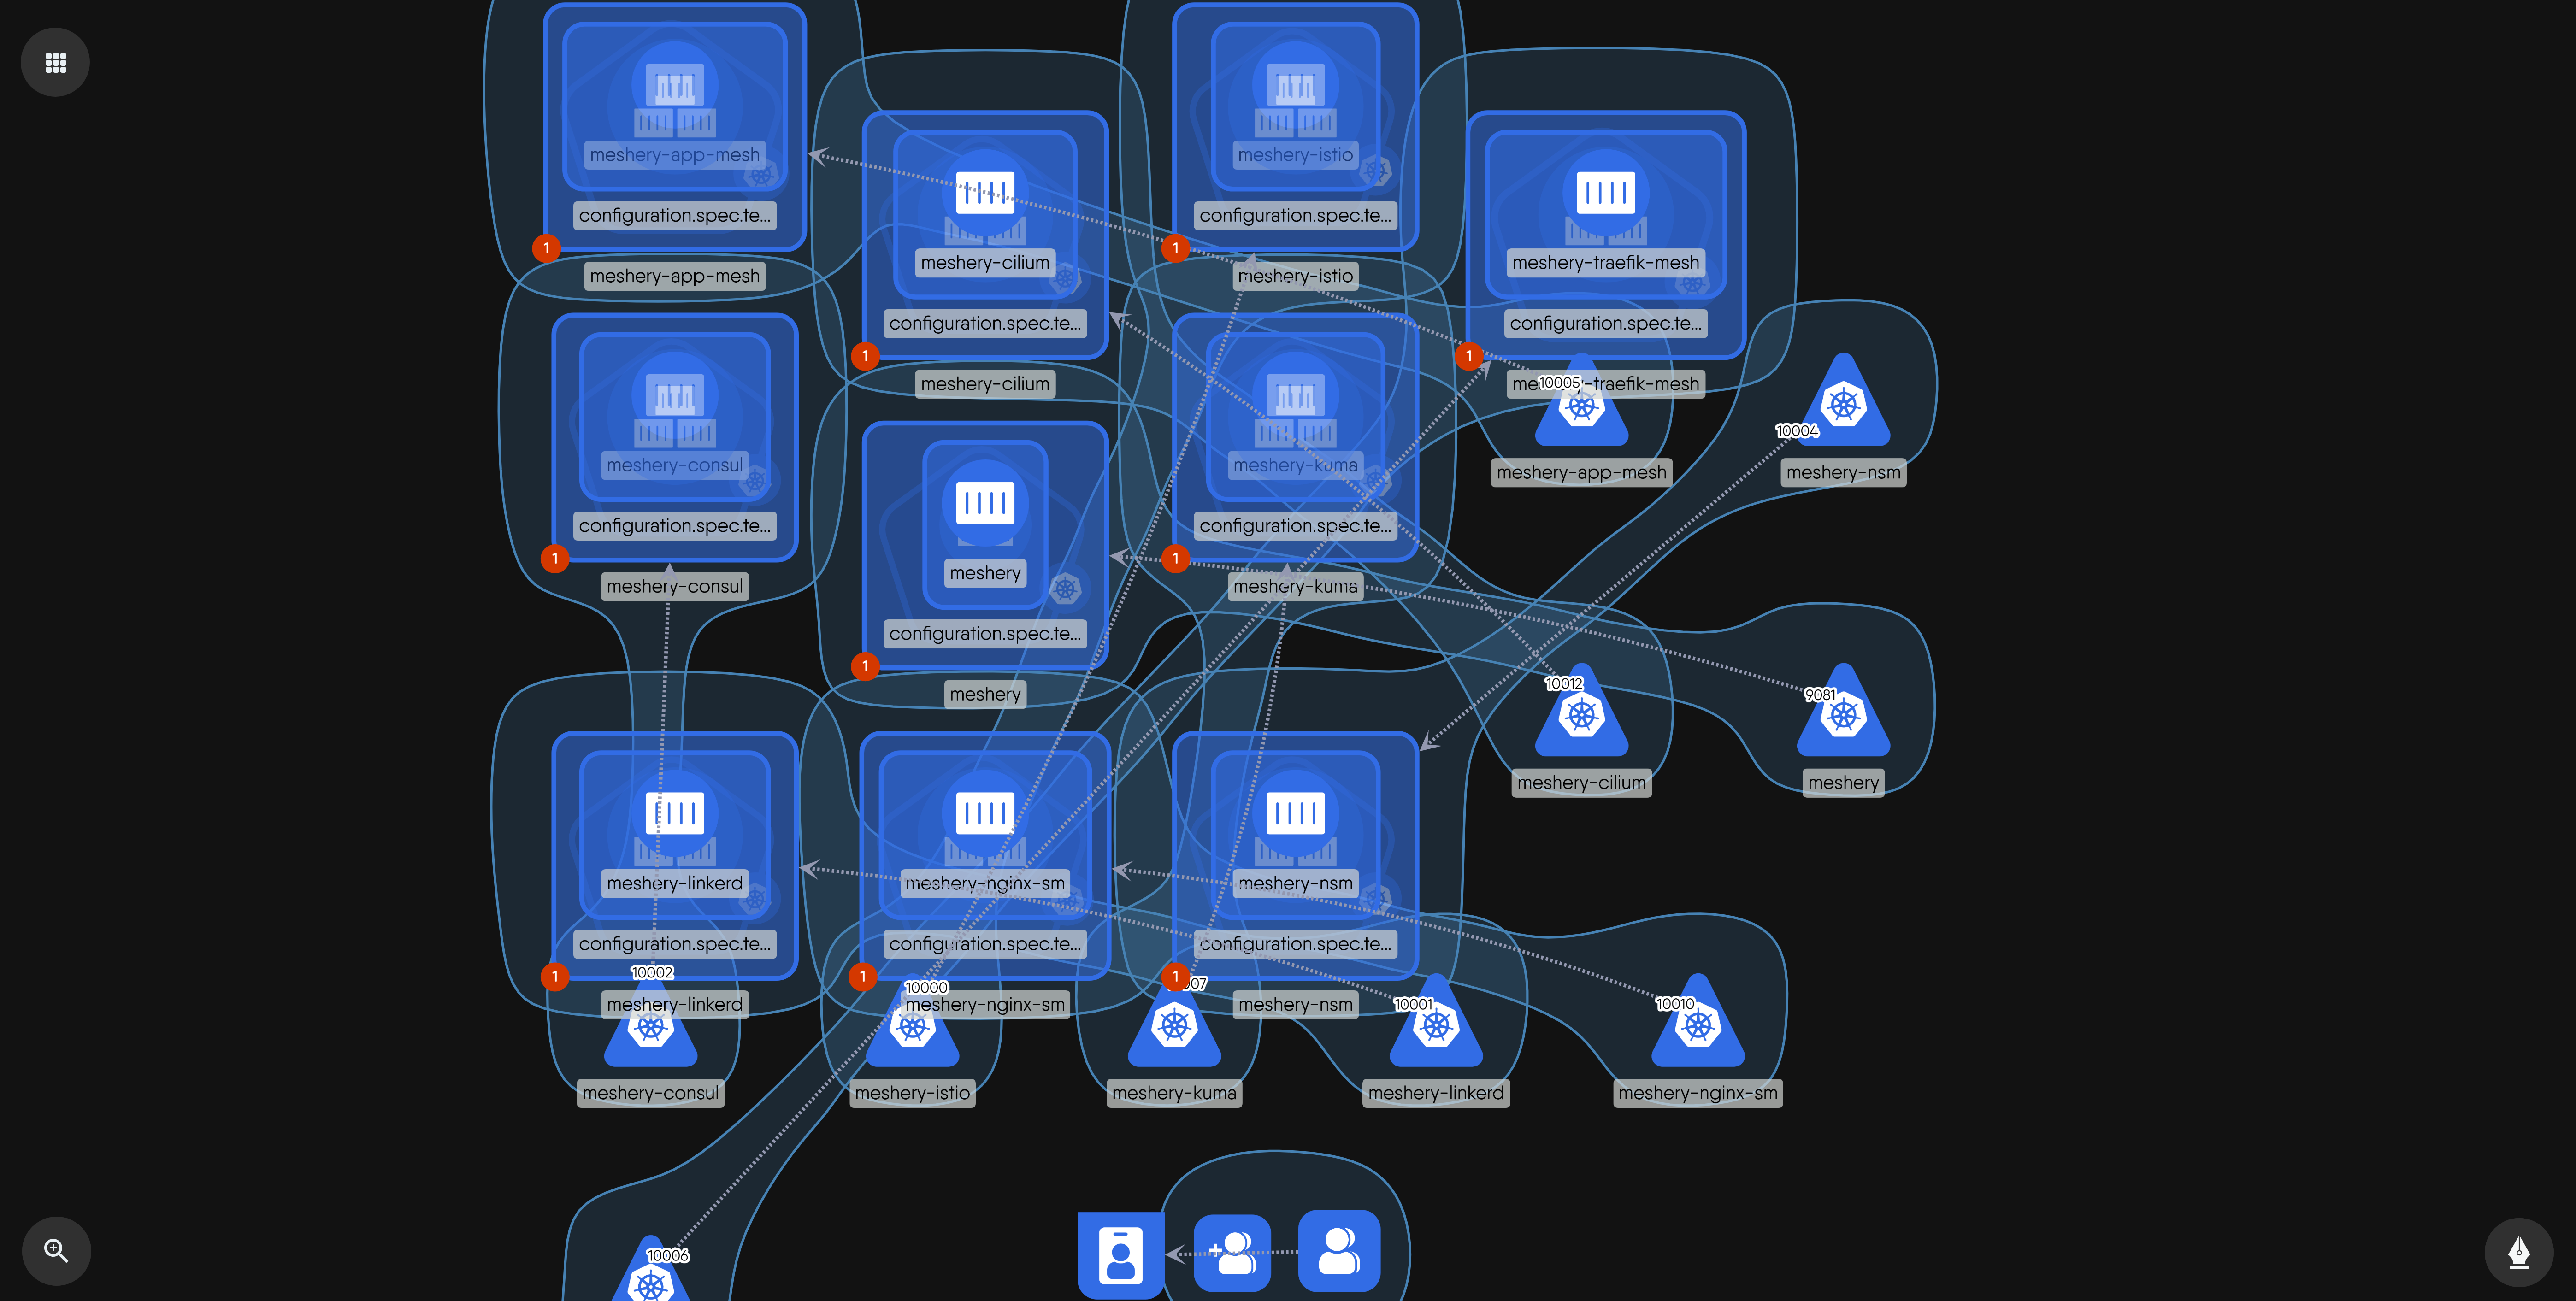 meshery-app-mesh
configuration.spec.te...
1
meshery-app-mesh
meshery-istio
configuration.spec.te...
1
meshery-istio
meshery-cilium
configuration.spec.te...
1
meshery-cilium
meshery-traefik-mesh
configuration.spec.te...
1
-traefik-mesh
10005
meshery-app-mesh
10004
meshery-nsm
meshery-consul
configuration.spec.te...
1
meshery-consul
meshery
configuration.spec.te...
1
meshery
meshery-kuma
configuration.spec.te...
1
meshery-kuma
10012
meshery-cilium
9081
meshery
meshery-linkerd
configuration.spec.te...
1
meshery-linkerd
meshery-nginx-sm
configuration.spec.te...
1
meshery-nginx-sm
meshery-nsm
configuration.spec.te...
1
meshery-nsm
10002
meshery-consul
10000
meshery-istio
07
meshery-kuma
10001
meshery-linkerd
10010
meshery-nginx-sm
10006